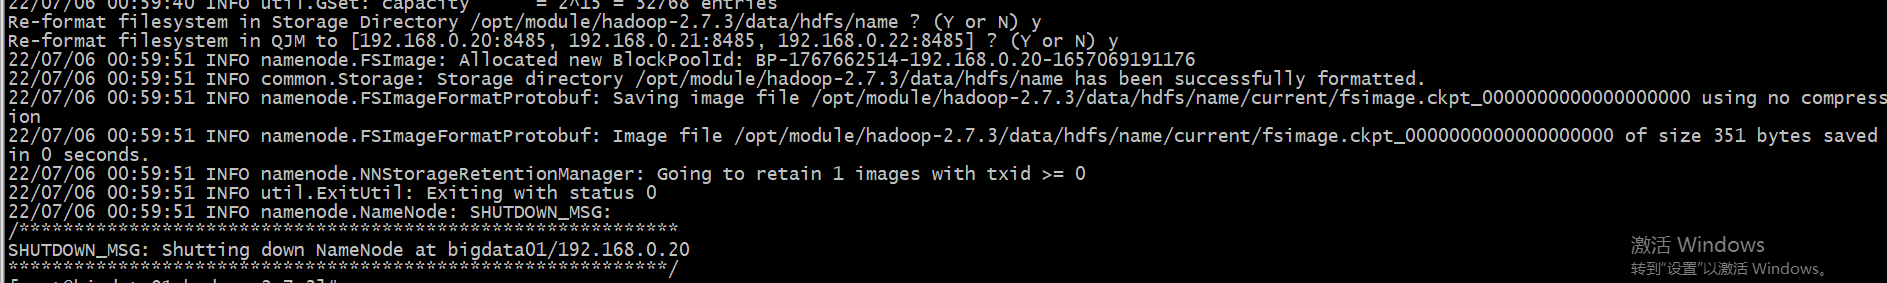 22/07/06 00:59:40 INFO util.GSet: capacity      = 2^15 = 32768 entries
Re-format filesystem in Storage Directory /opt/module/hadoop-2.7.3/data/hdfs/name ? (Y or N) y
Re-format filesystem in QJM to [192.168.0.20:8485, 192.168.0.21:8485, 192.168.0.22:8485] ? (Y or N) y
22/07/06 00:59:51 INFO namenode.FSImage: Allocated new BlockPoolId: BP-1767662514-192.168.0.20-1657069191176
22/07/06 00:59:51 INFO common.Storage: Storage directory /opt/module/hadoop-2.7.3/data/hdfs/name has been successfully formatted.
22/07/06 00:59:51 INFO namenode.FSImageFormatProtobuf: Saving image file /opt/module/hadoop-2.7.3/data/hdfs/name/current/fsimage.ckpt_0000000000000000000 using no compress
ion
22/07/06 00:59:51 INFO namenode.FSImageFormatProtobuf: Image file /opt/module/hadoop-2.7.3/data/hdfs/name/current/fsimage.ckpt_0000000000000000000 of size 351 bytes saved
in 0 seconds.
22/07/06 00:59:51 INFO namenode.NNStorageRetentionManager: Going to retain 1 images with txid >= 0
22/07/06 00:59:51 INFO util.ExitUtil: Exiting with status 0
22/07/06 00:59:51 INFO namenode.NameNode: SHUTDOWN_MSG:
/************************************************************
SHUTDOWN_MSG: Shutting down NameNode at bigdata01/192.168.0.20
************************************************************/
激活 Windows
转到“设置”以激活 Windows。